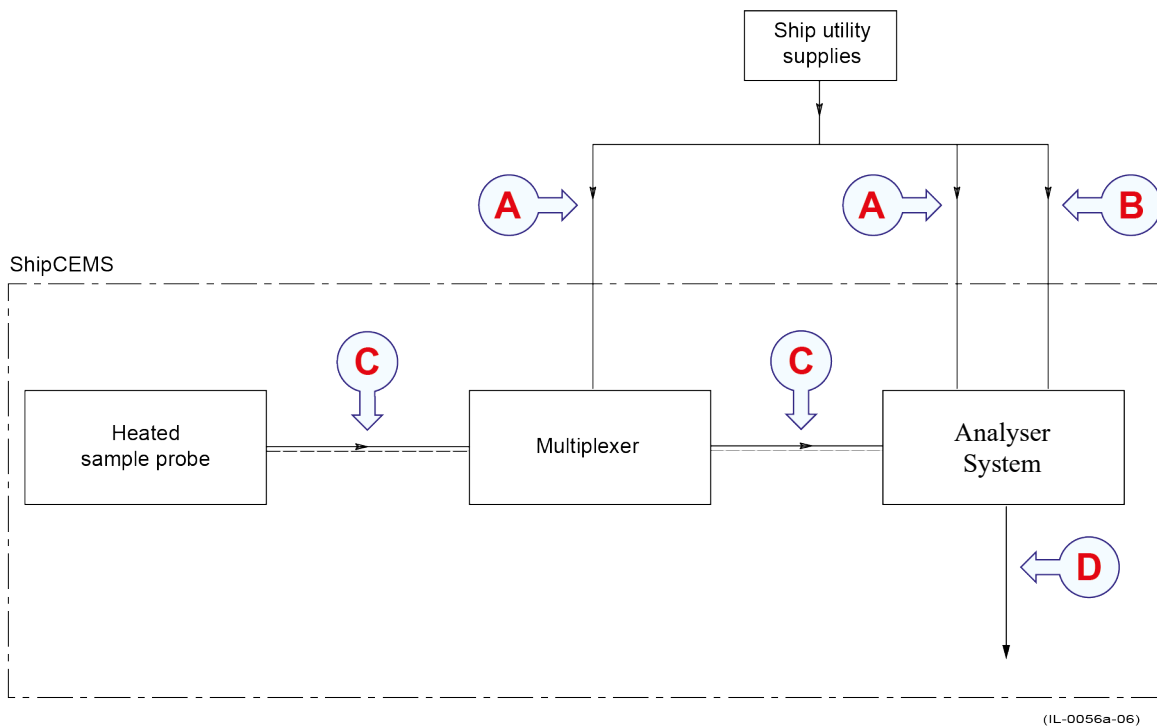 Ship utility
supplies
A
A
B
ShipCEMS
C
C
Heated
sample probe
Multiplexer
Analyser
System
D
(IL-0056a-06)